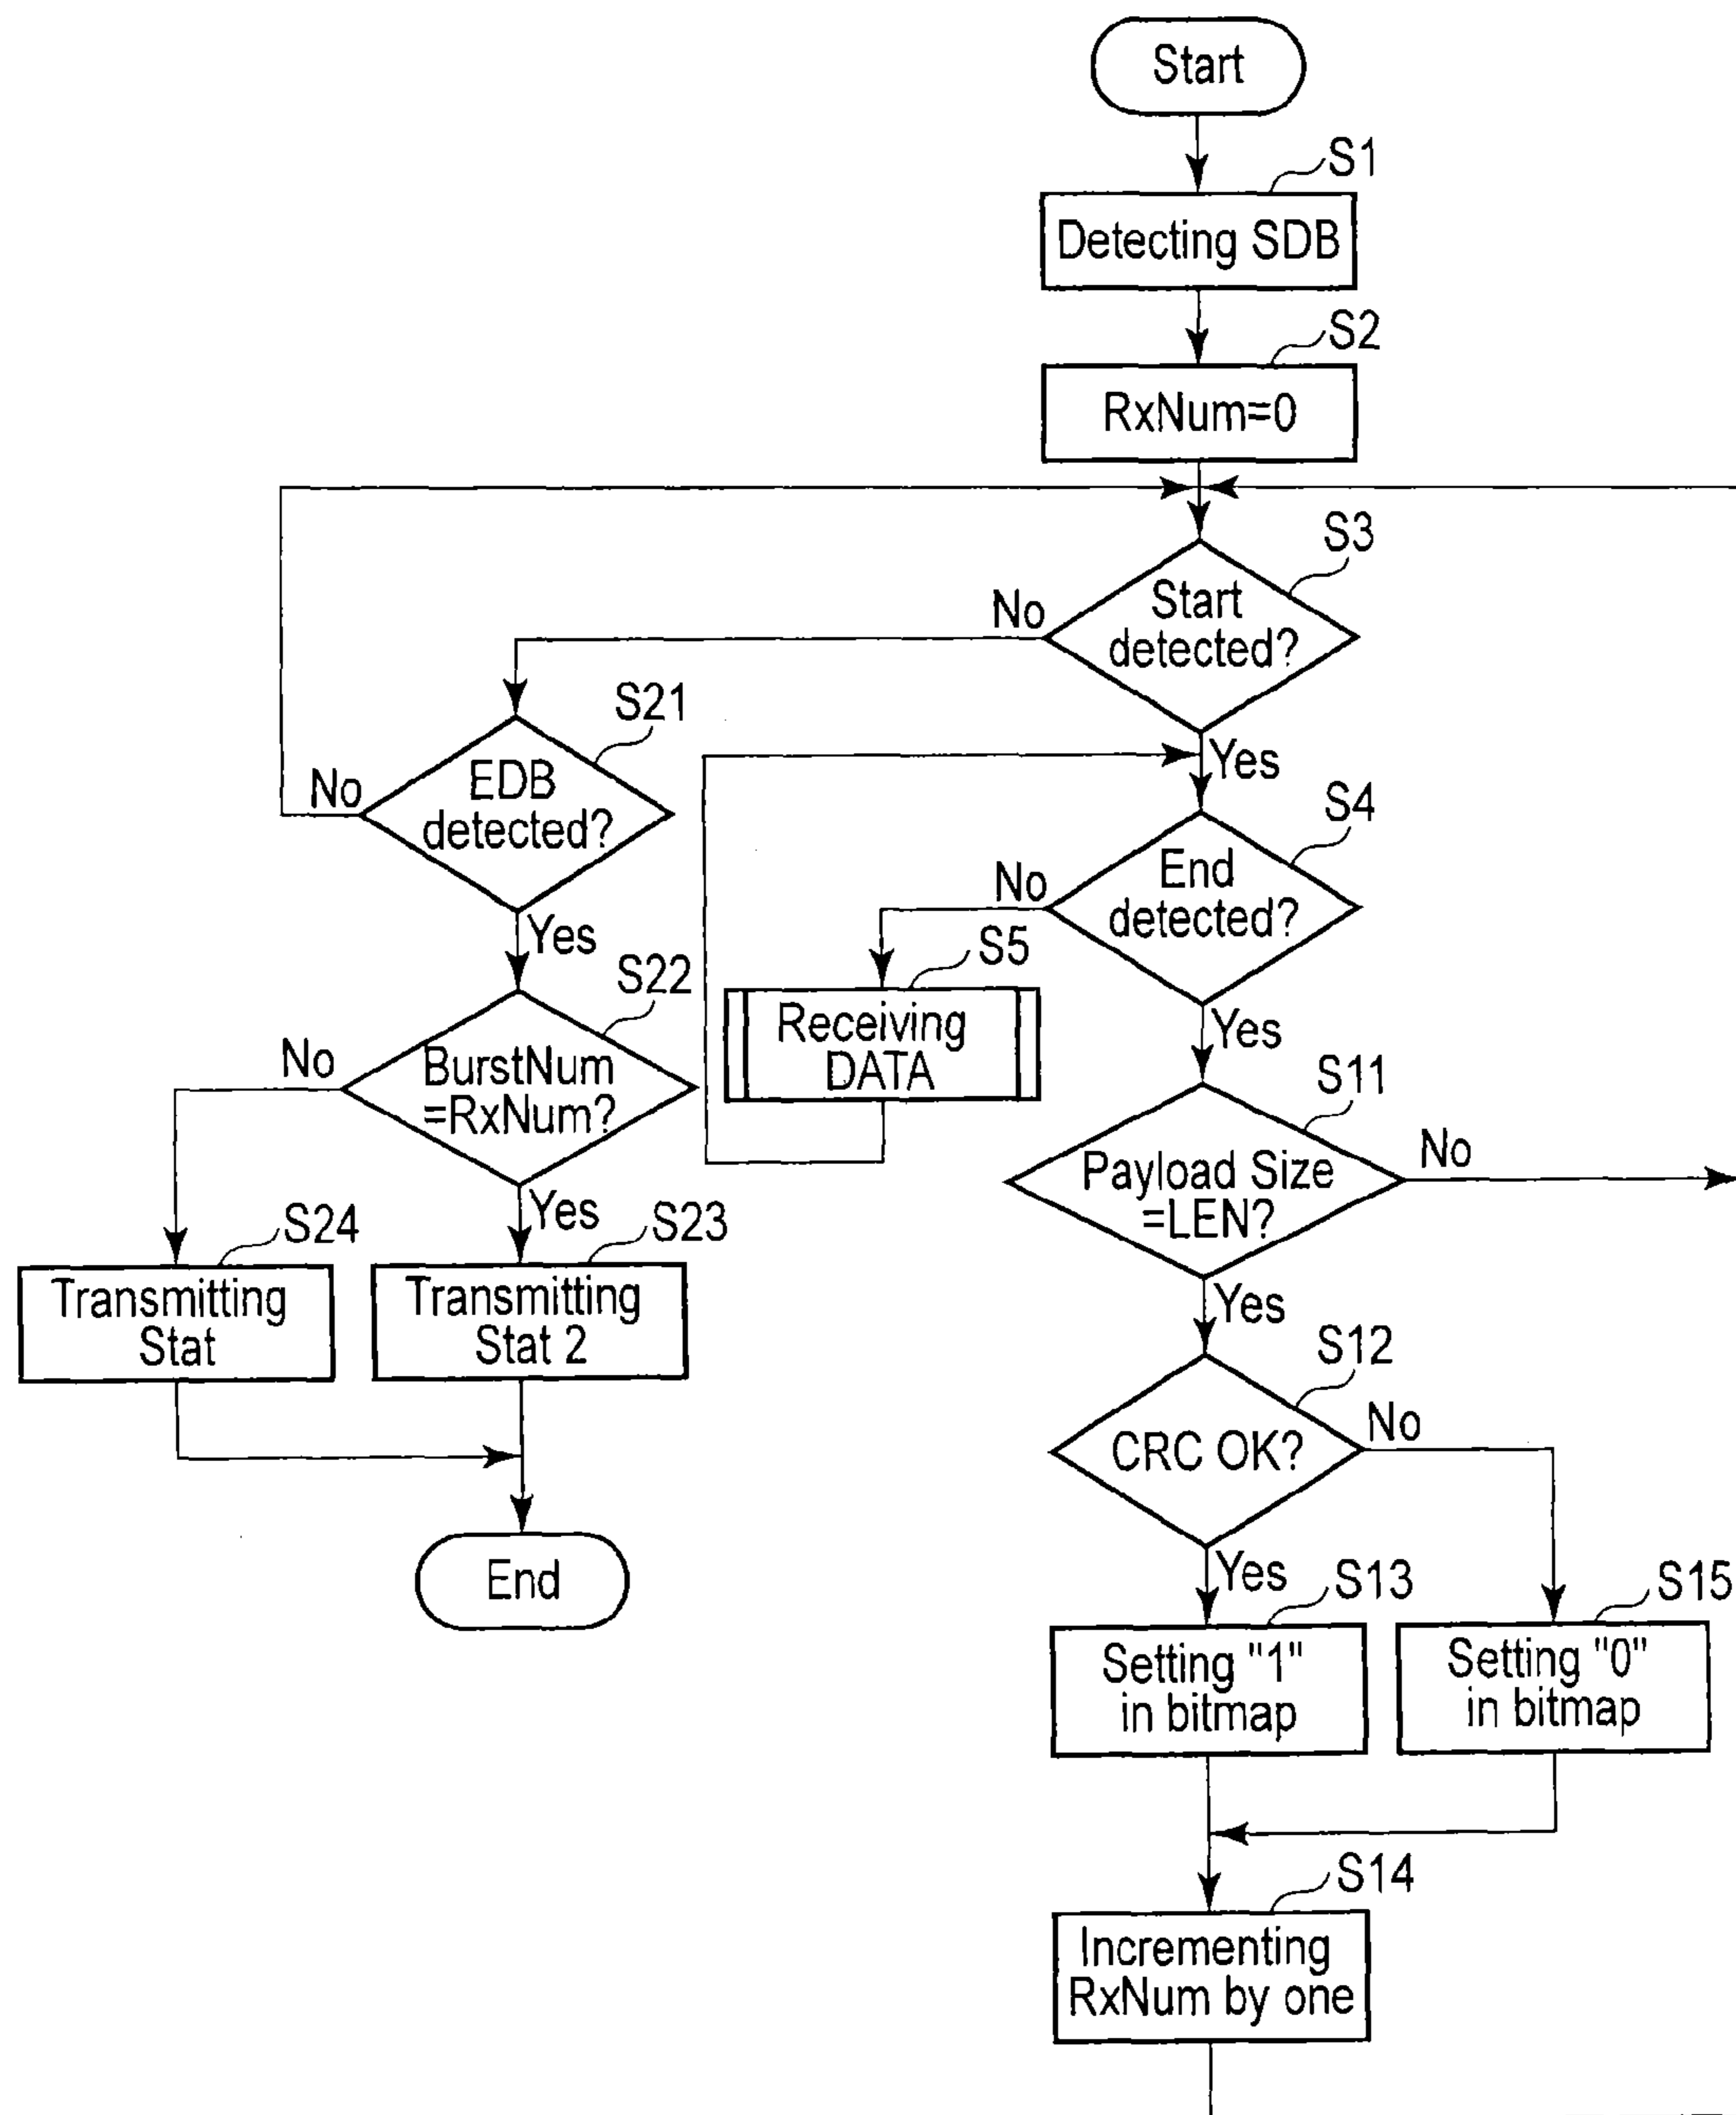 Start
S1
Detecting SDB
S2
RxNum=0
S3
Start
detected?
No
Yes
S21
EDB
detected?
No
Yes
S4
End
detected?
No
Yes
S5
Receiving
DATA
S22
BurstNum
=RxNum?
No
Yes
S11
Payload Size
=LEN?
No
Yes
S24
Transmitting
Stat
S23
Transmitting
Stat 2
End
S12
CRC OK?
No
Yes
S13
Setting "1"
in bitmap
S15
Setting "0"
in bitmap
S14
Incrementing
RxNum by one